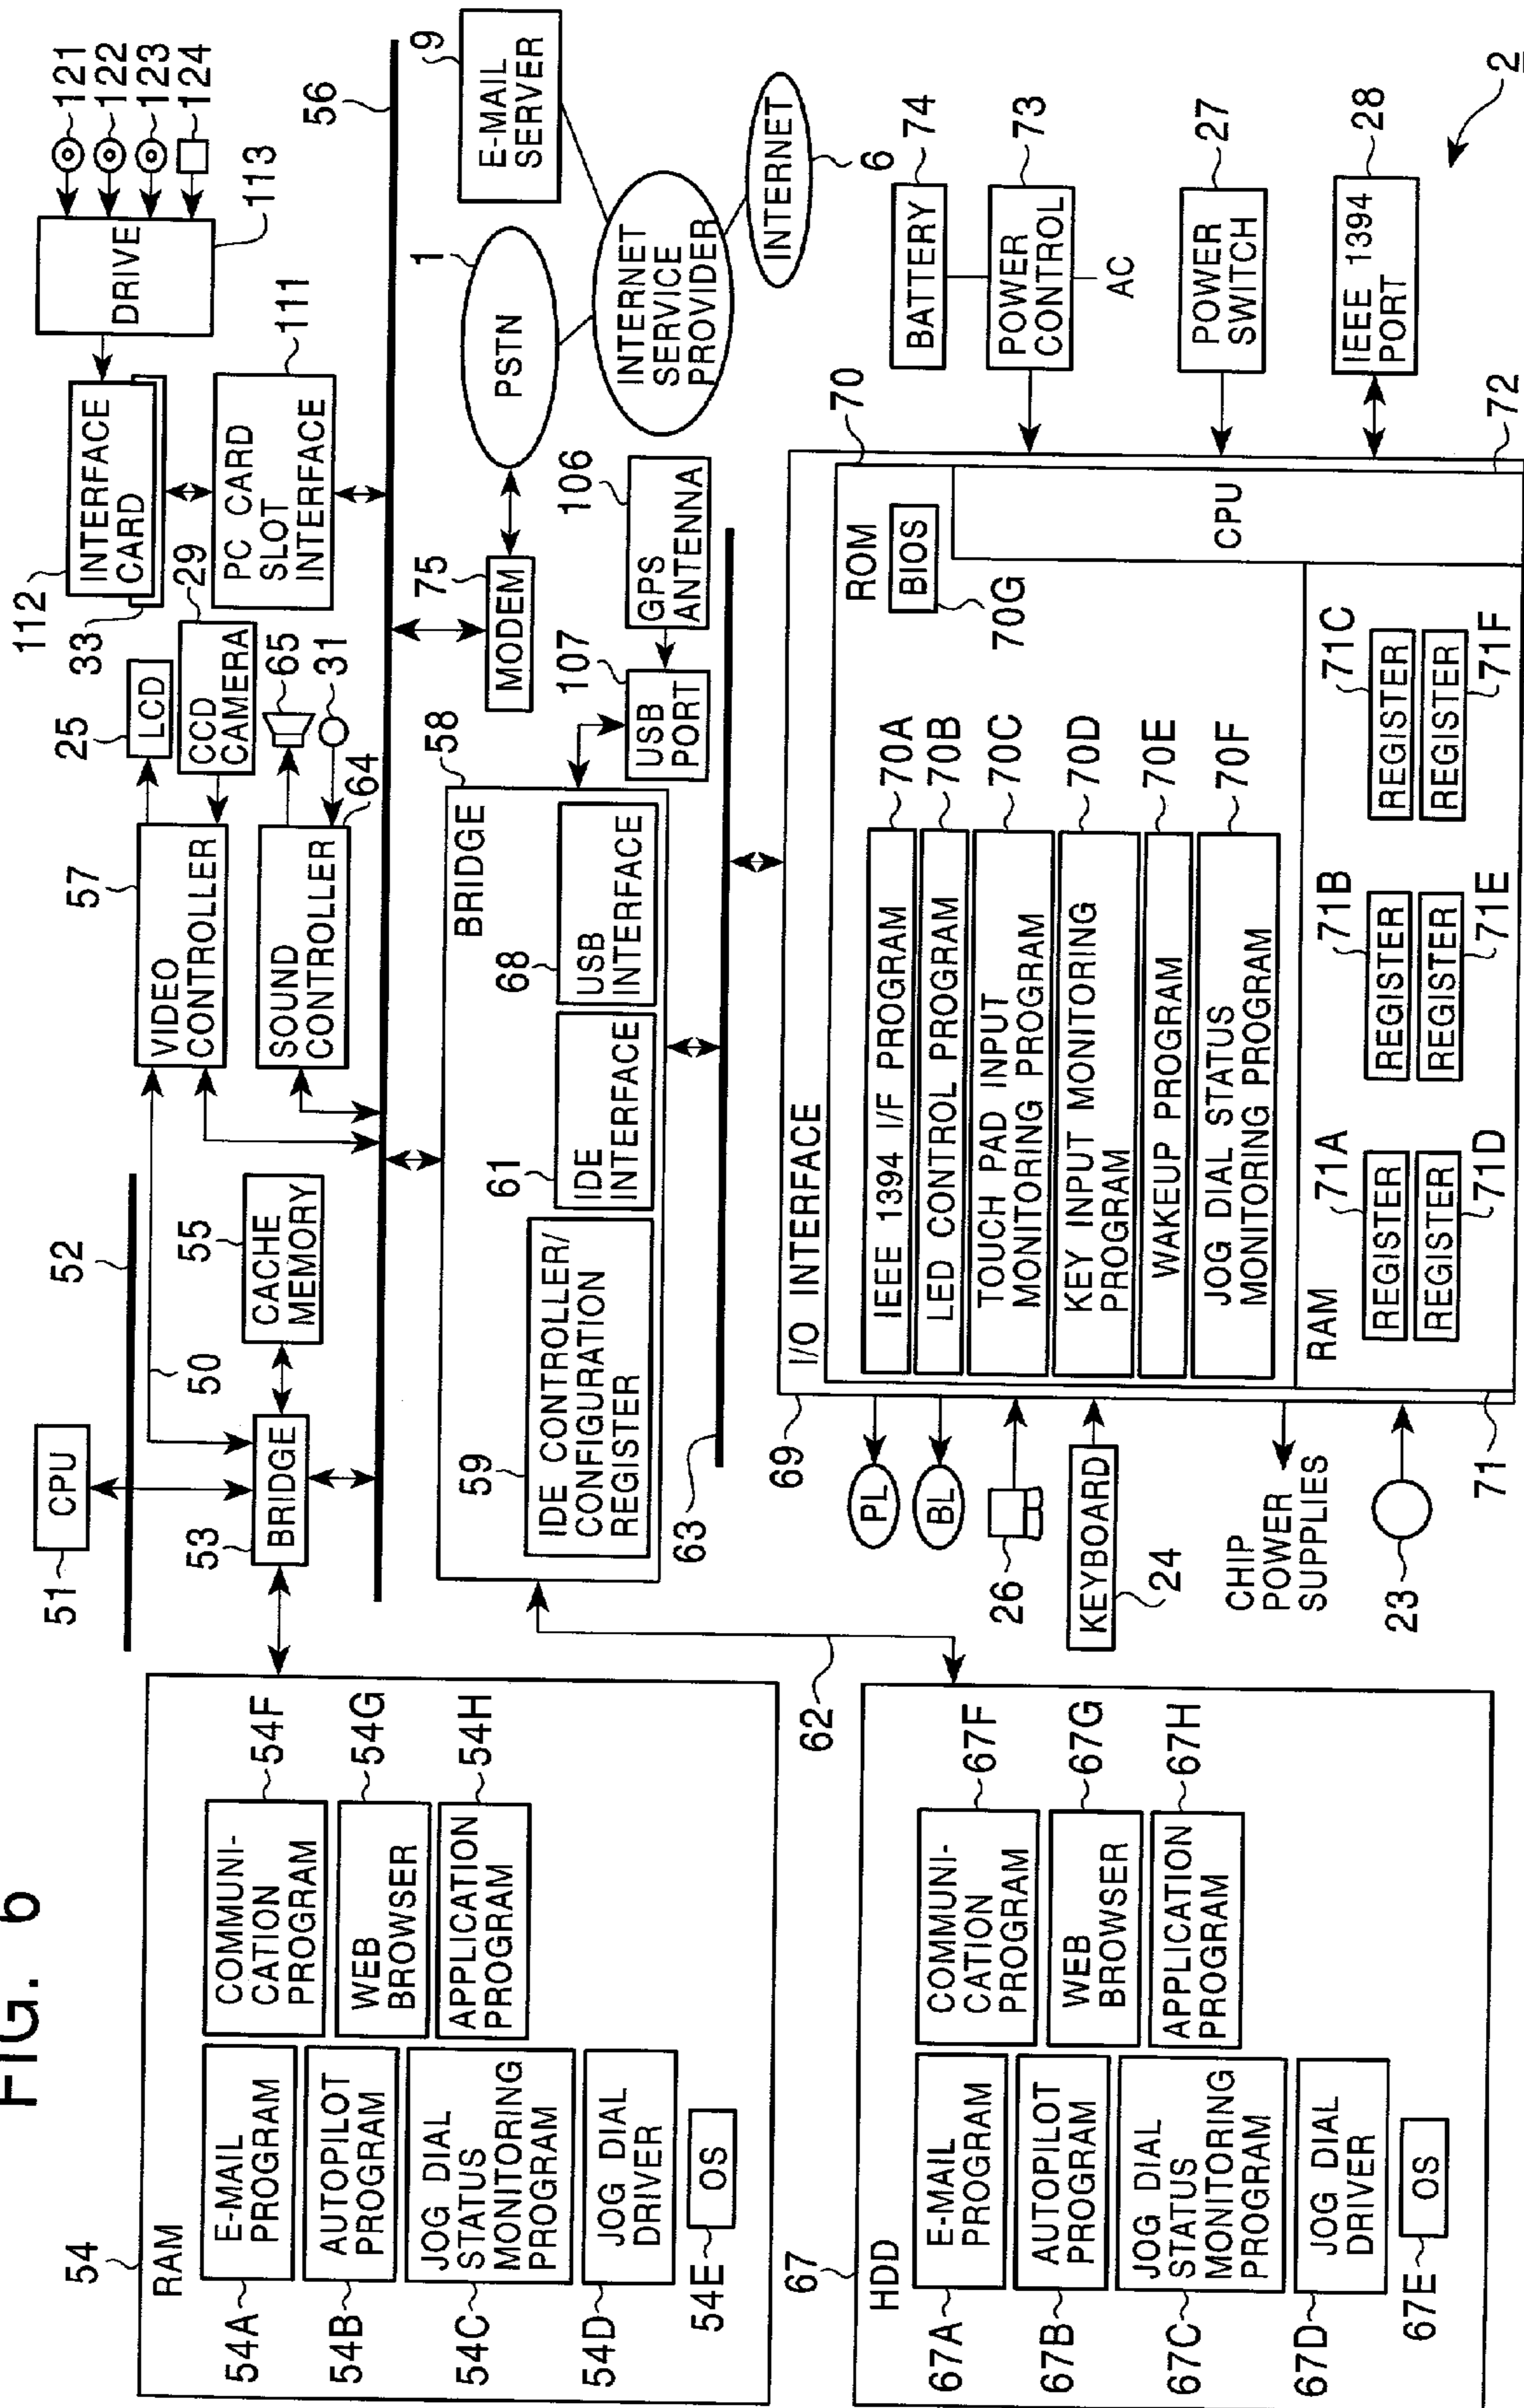 FIG. 6
51
CPU
52
50
53
BRIDGE
55
CACHE
MEMORY
57
VIDEO
CONTROLLER
SOUND
CONTROLLER
64
25
LCD
29
CCD
CAMERA
65
31
112
33
INTERFACE
CARD
PC CARD
SLOT
INTERFACE
111
DRIVE
113
121
122
123
124
56
54
RAM
54A
E-MAIL
PROGRAM
54B
AUTOPILOT
PROGRAM
54C
JOG DIAL
STATUS
MONITORING
PROGRAM
54D
JOG DIAL
DRIVER
54E
OS
COMMUNI-
CATION
PROGRAM
54F
WEB
BROWSER
54G
APPLICATION
PROGRAM
54H
BRIDGE
58
59
IDE CONTROLLER/
CONFIGURATION
REGISTER
61
IDE
INTERFACE
68
USB
INTERFACE
75
MODEM
107
USB
PORT
106
GPS
ANTENNA
PSTN
1
INTERNET
SERVICE
PROVIDER
E-MAIL
SERVER
9
INTERNET
6
62
63
67
HDD
67A
E-MAIL
PROGRAM
67B
AUTOPILOT
PROGRAM
67C
JOG DIAL
STATUS
MONITORING
PROGRAM
67D
JOG DIAL
DRIVER
67E
OS
COMMUNI-
CATION
PROGRAM
67F
WEB
BROWSER
67G
APPLICATION
PROGRAM
67H
69
I/O INTERFACE
PL
BL
26
KEYBOARD
24
CHIP
POWER
SUPPLIES
23
IEEE 1394 I/F PROGRAM
70A
LED CONTROL PROGRAM
70B
TOUCH PAD INPUT
MONITORING PROGRAM
70C
KEY INPUT MONITORING
PROGRAM
70D
WAKEUP PROGRAM
70E
JOG DIAL STATUS
MONITORING PROGRAM
70F
ROM
70
BIOS
70G
CPU
72
RAM
71
71A
REGISTER
71B
REGISTER
71C
REGISTER
REGISTER
71D
REGISTER
71E
REGISTER
71F
BATTERY
74
POWER
CONTROL
73
AC
POWER
SWITCH
27
IEEE 1394
PORT
28
2